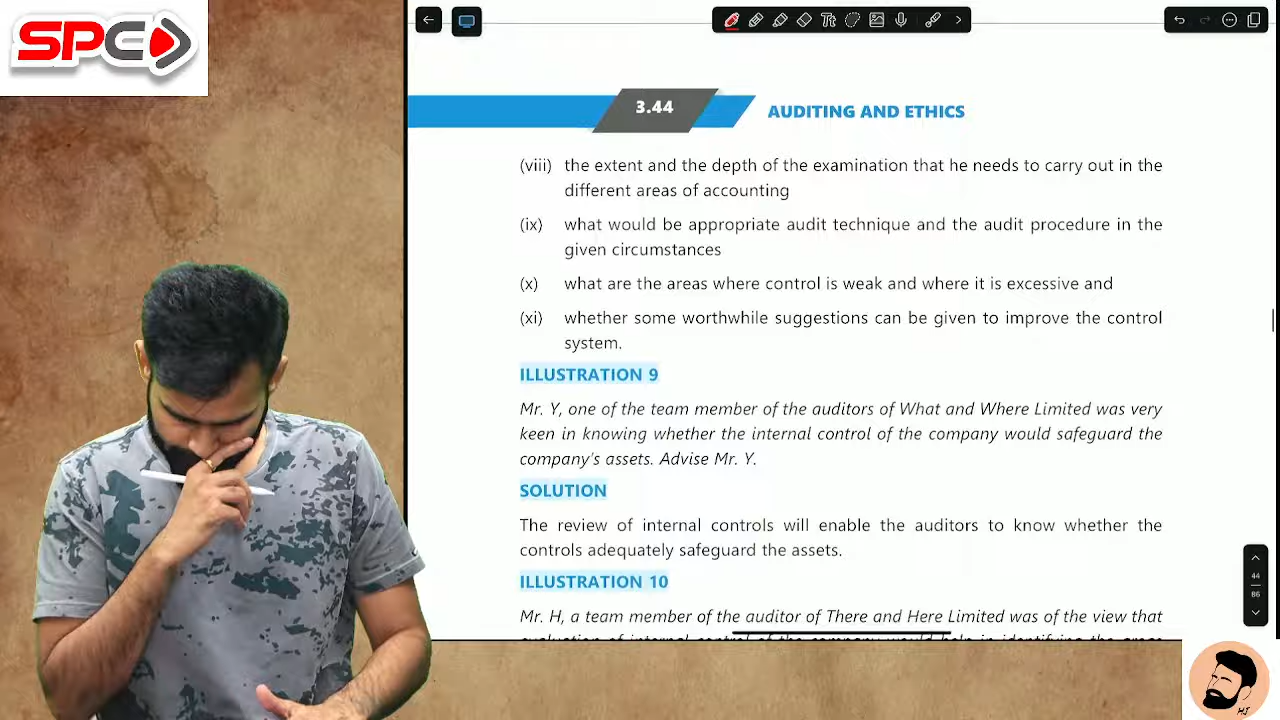 SPC
3.44
AUDITING AND ETHICS
(viii) the extent and the depth of the examination that he needs to carry out in the
different areas of accounting
(ix) what would be appropriate audit technique and the audit procedure in the
given circumstances
(x) what are the areas where control is weak and where it is excessive and
(xi) whether some worthwhile suggestions can be given to improve the control
system.
ILLUSTRATION 9
Mr. Y, one of the team member of the auditors of What and Where Limited was very
keen in knowing whether the internal control of the company would safeguard the
company's assets. Advise Mr. Y.
SOLUTION
The review of internal controls will enable the auditors to know whether the
controls adequately safeguard the assets.
ILLUSTRATION 10
Mr. H, a team member of the auditor of There and Here Limited was of the view that
44
66